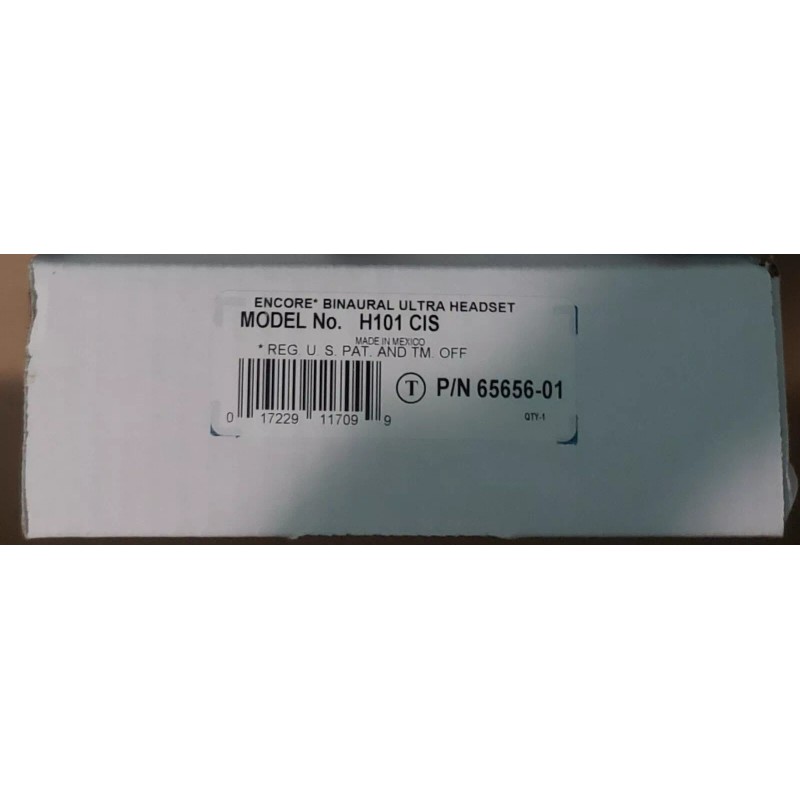 ENCORE* BINAURAL ULTRA HEADSET
MODEL No. H101 CIS
MADE IN MEXICO
* REG. U. S. PAT. AND TM. OFF
T P/N 65656-01
0 17229 11709 9
QTY-1